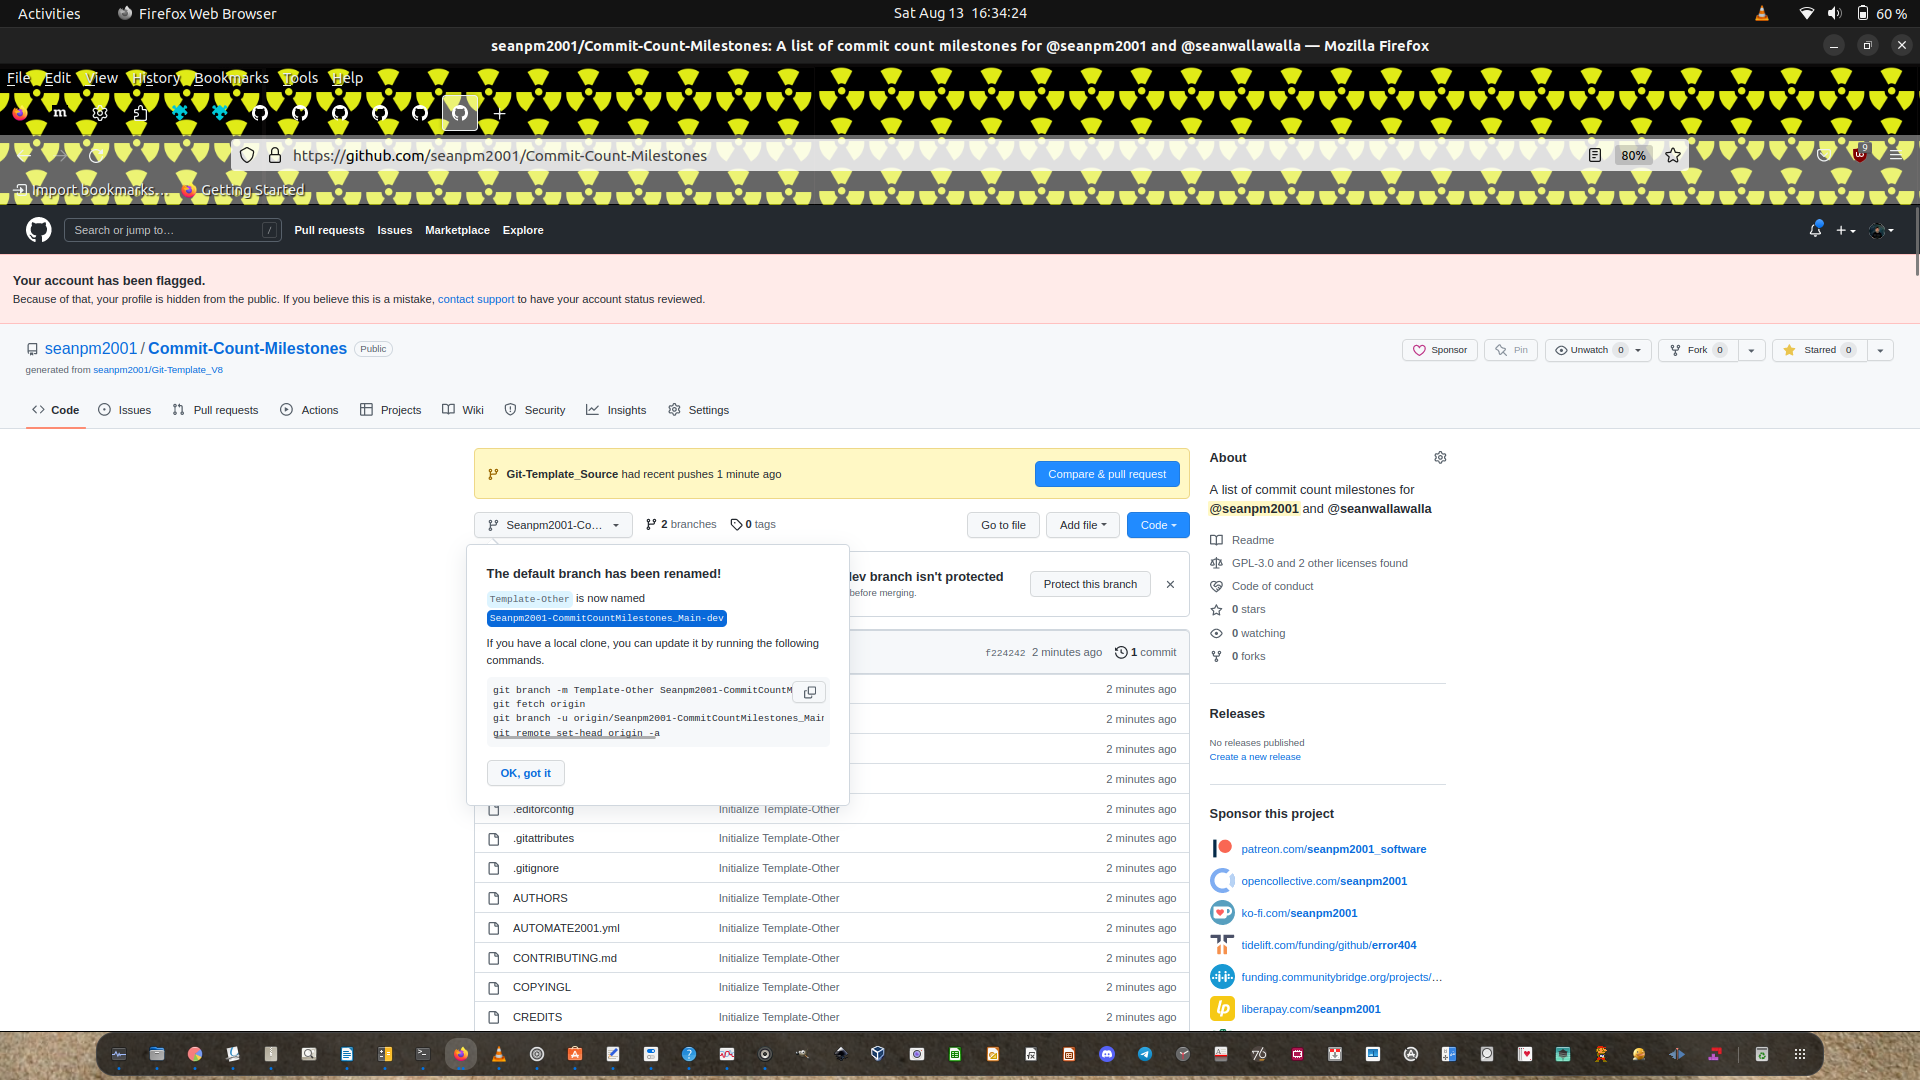 Activities
Firefox Web Browser
Sat Aug 13 16:34:24
60 %
seanpm2001/Commit-Count-Milestones: A list of commit count milestones for @seanpm2001 and @seanwallawalla — Mozilla Firefox
File Edit View History Bookmarks Tools Help
m
https://github.com/seanpm2001/Commit-Count-Milestones
80%
9
Import bookmarks...
Getting Started
Search or jump to...
/
Pull requests
Issues
Marketplace
Explore
Your account has been flagged.
Because of that, your profile is hidden from the public. If you believe this is a mistake, contact support to have your account status reviewed.
seanpm2001 / Commit-Count-Milestones
Public
Sponsor
Pin
Unwatch 0
Fork 0
Starred 0
generated from seanpm2001/Git-Template_V8
Code
Issues
Pull requests
Actions
Projects
Wiki
Security
Insights
Settings
Git-Template_Source had recent pushes 1 minute ago
Compare & pull request
Seanpm2001-Co...
2 branches
0 tags
Go to file
Add file
Code
The default branch has been renamed!
Template-Other is now named
Seanpm2001-CommitCountMilestones_Main-dev
If you have a local clone, you can update it by running the following
commands.
git branch -m Template-Other Seanpm2001-CommitCountM
git fetch origin
git branch -u origin/Seanpm2001-CommitCountMilestones_Main
git remote set-head origin -a
OK, got it
dev branch isn't protected
before merging.
Protect this branch
f224242 2 minutes ago
1 commit
2 minutes ago
2 minutes ago
2 minutes ago
2 minutes ago
.editorconfig Initialize Template-Other 2 minutes ago
.gitattributes Initialize Template-Other 2 minutes ago
.gitignore Initialize Template-Other 2 minutes ago
AUTHORS Initialize Template-Other 2 minutes ago
AUTOMATE2001.yml Initialize Template-Other 2 minutes ago
CONTRIBUTING.md Initialize Template-Other 2 minutes ago
COPYINGL Initialize Template-Other 2 minutes ago
CREDITS Initialize Template-Other 2 minutes ago
About
A list of commit count milestones for
@seanpm2001 and @seanwallawalla
Readme
GPL-3.0 and 2 other licenses found
Code of conduct
0 stars
0 watching
0 forks
Releases
No releases published
Create a new release
Sponsor this project
patreon.com/seanpm2001_software
opencollective.com/seanpm2001
ko-fi.com/seanpm2001
tidelift.com/funding/github/error404
funding.communitybridge.org/projects/...
lp
liberapay.com/seanpm2001
76